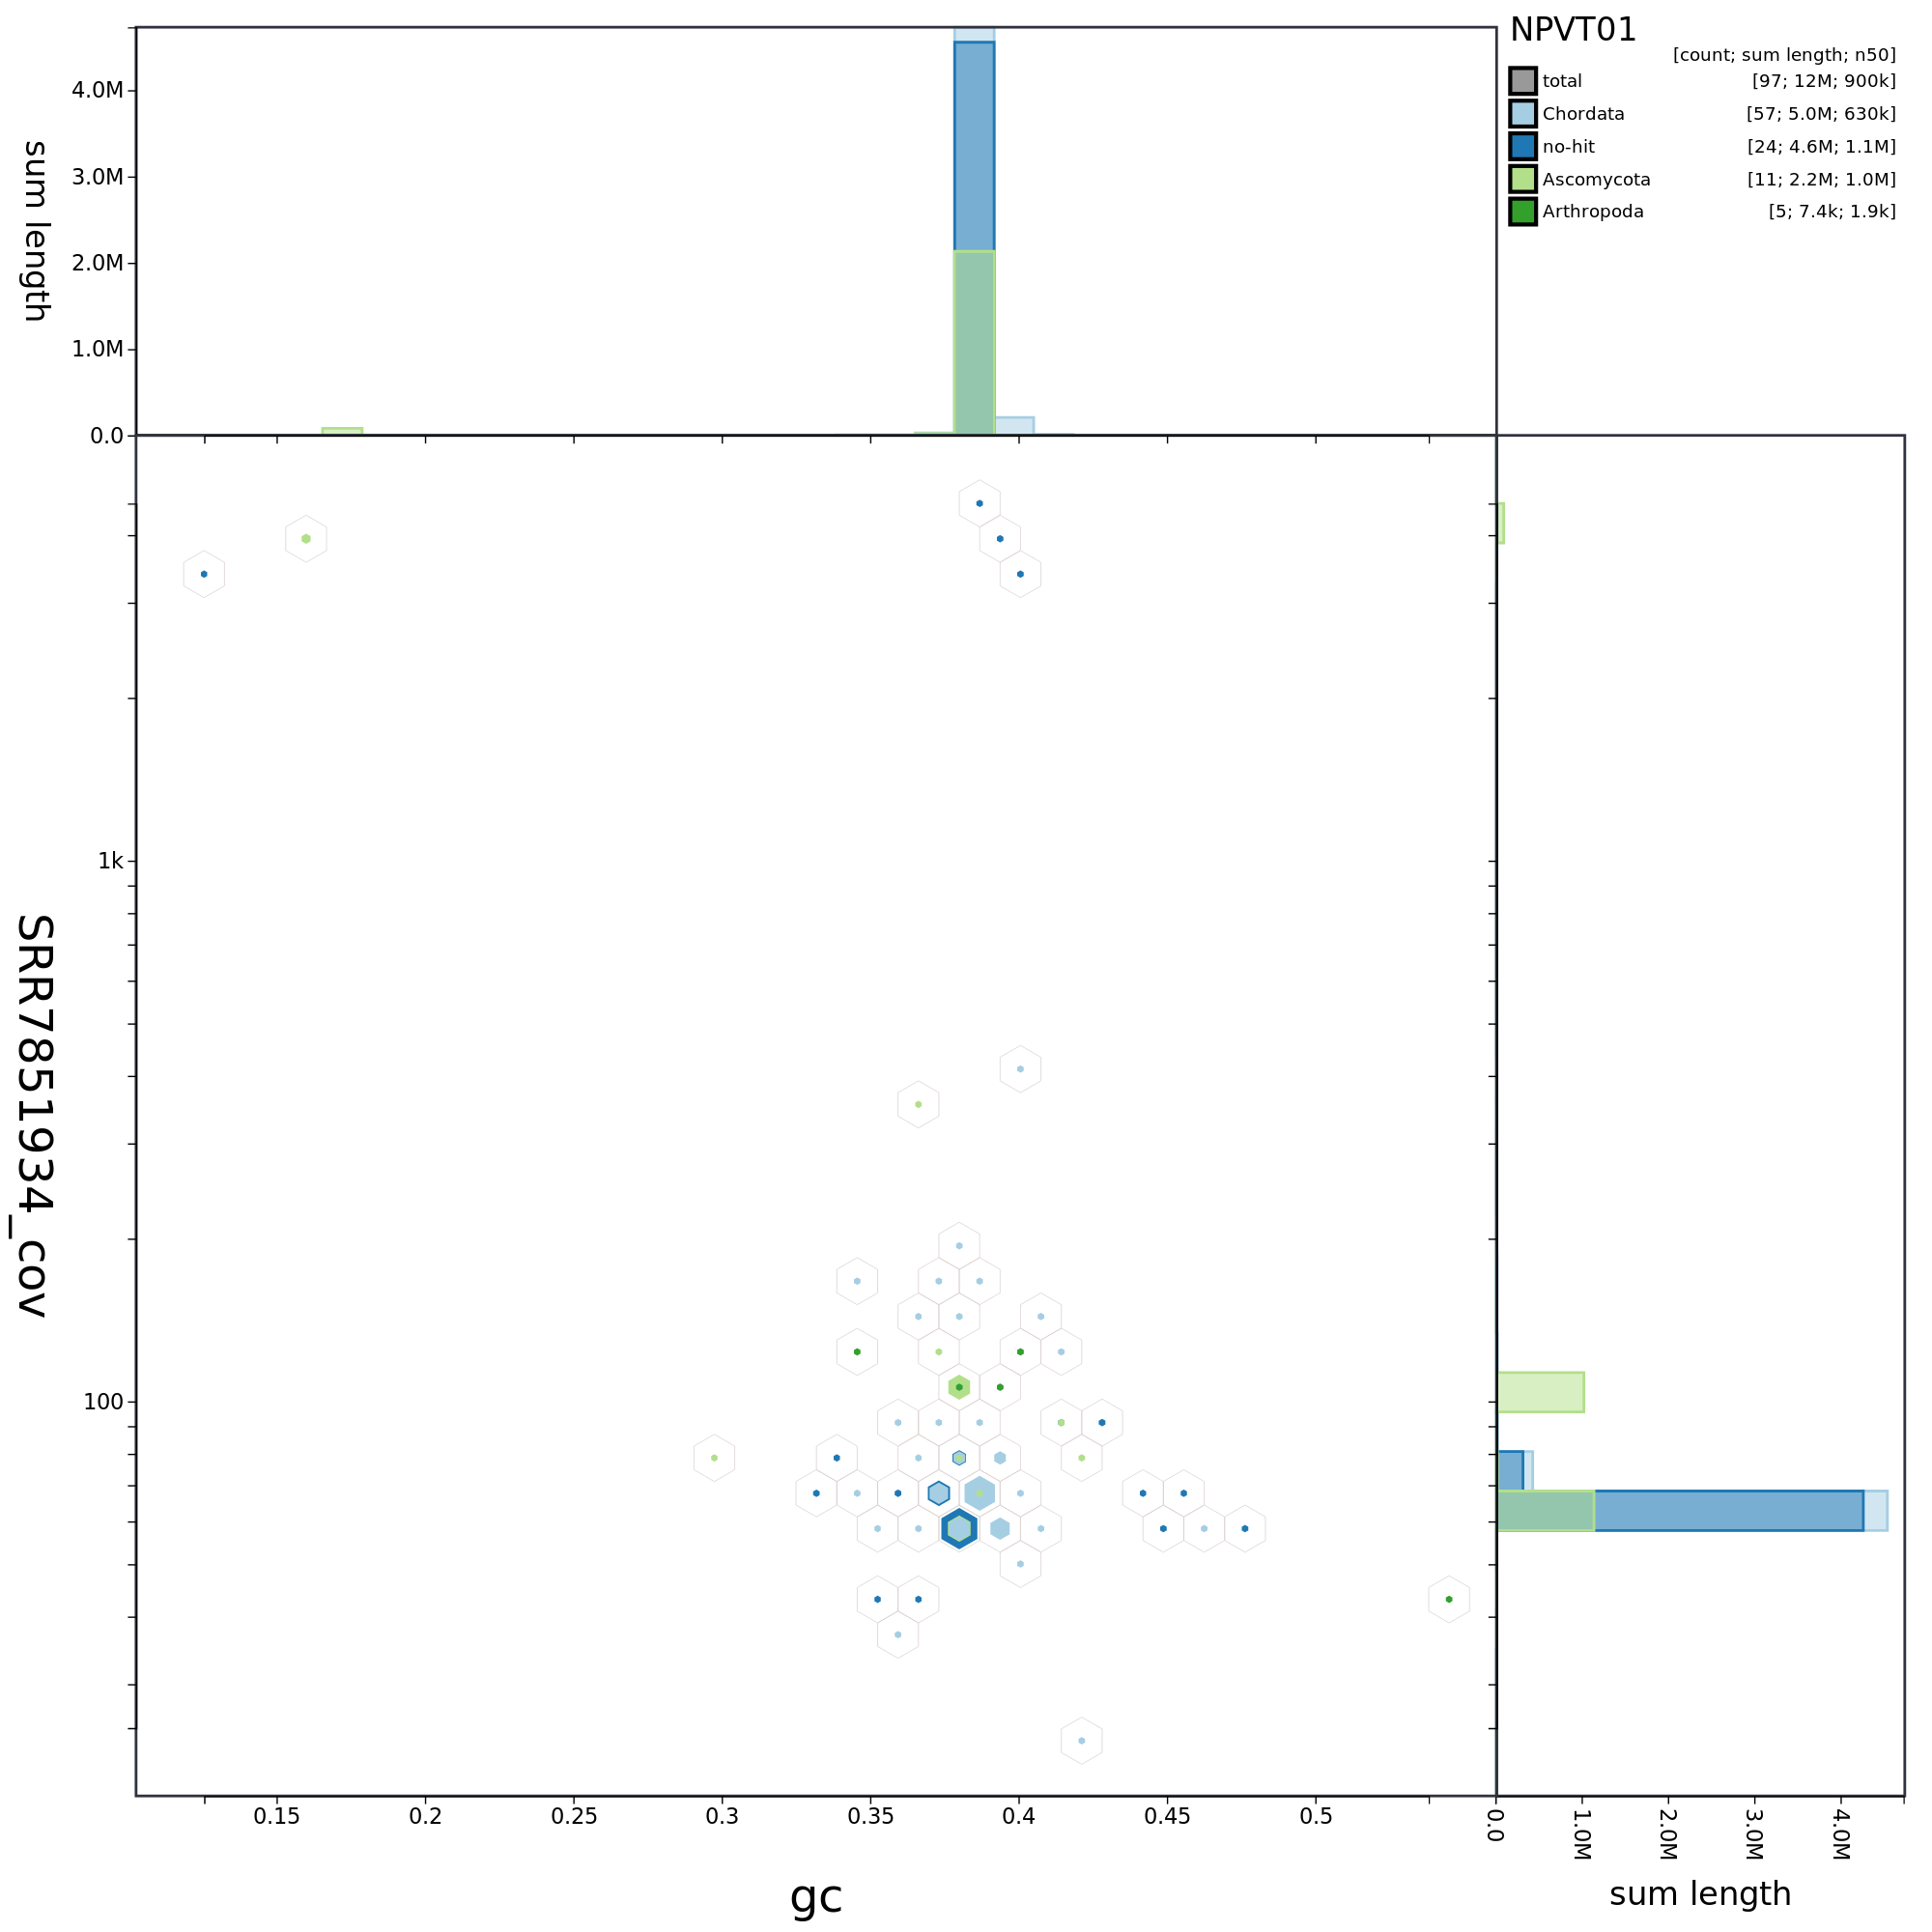 NPVT01
[count; sum length; n50]
total [97; 12M; 900k]
Chordata [57; 5.0M; 630k]
no-hit [24; 4.6M; 1.1M]
Ascomycota [11; 2.2M; 1.0M]
Arthropoda [5; 7.4k; 1.9k]
sum length
4.0M
3.0M
2.0M
1.0M
0.0
SRR7851934_cov
1k
100
0.15 0.2 0.25 0.3 0.35 0.4 0.45 0.5
gc
0.0 1.0M 2.0M 3.0M 4.0M
sum length